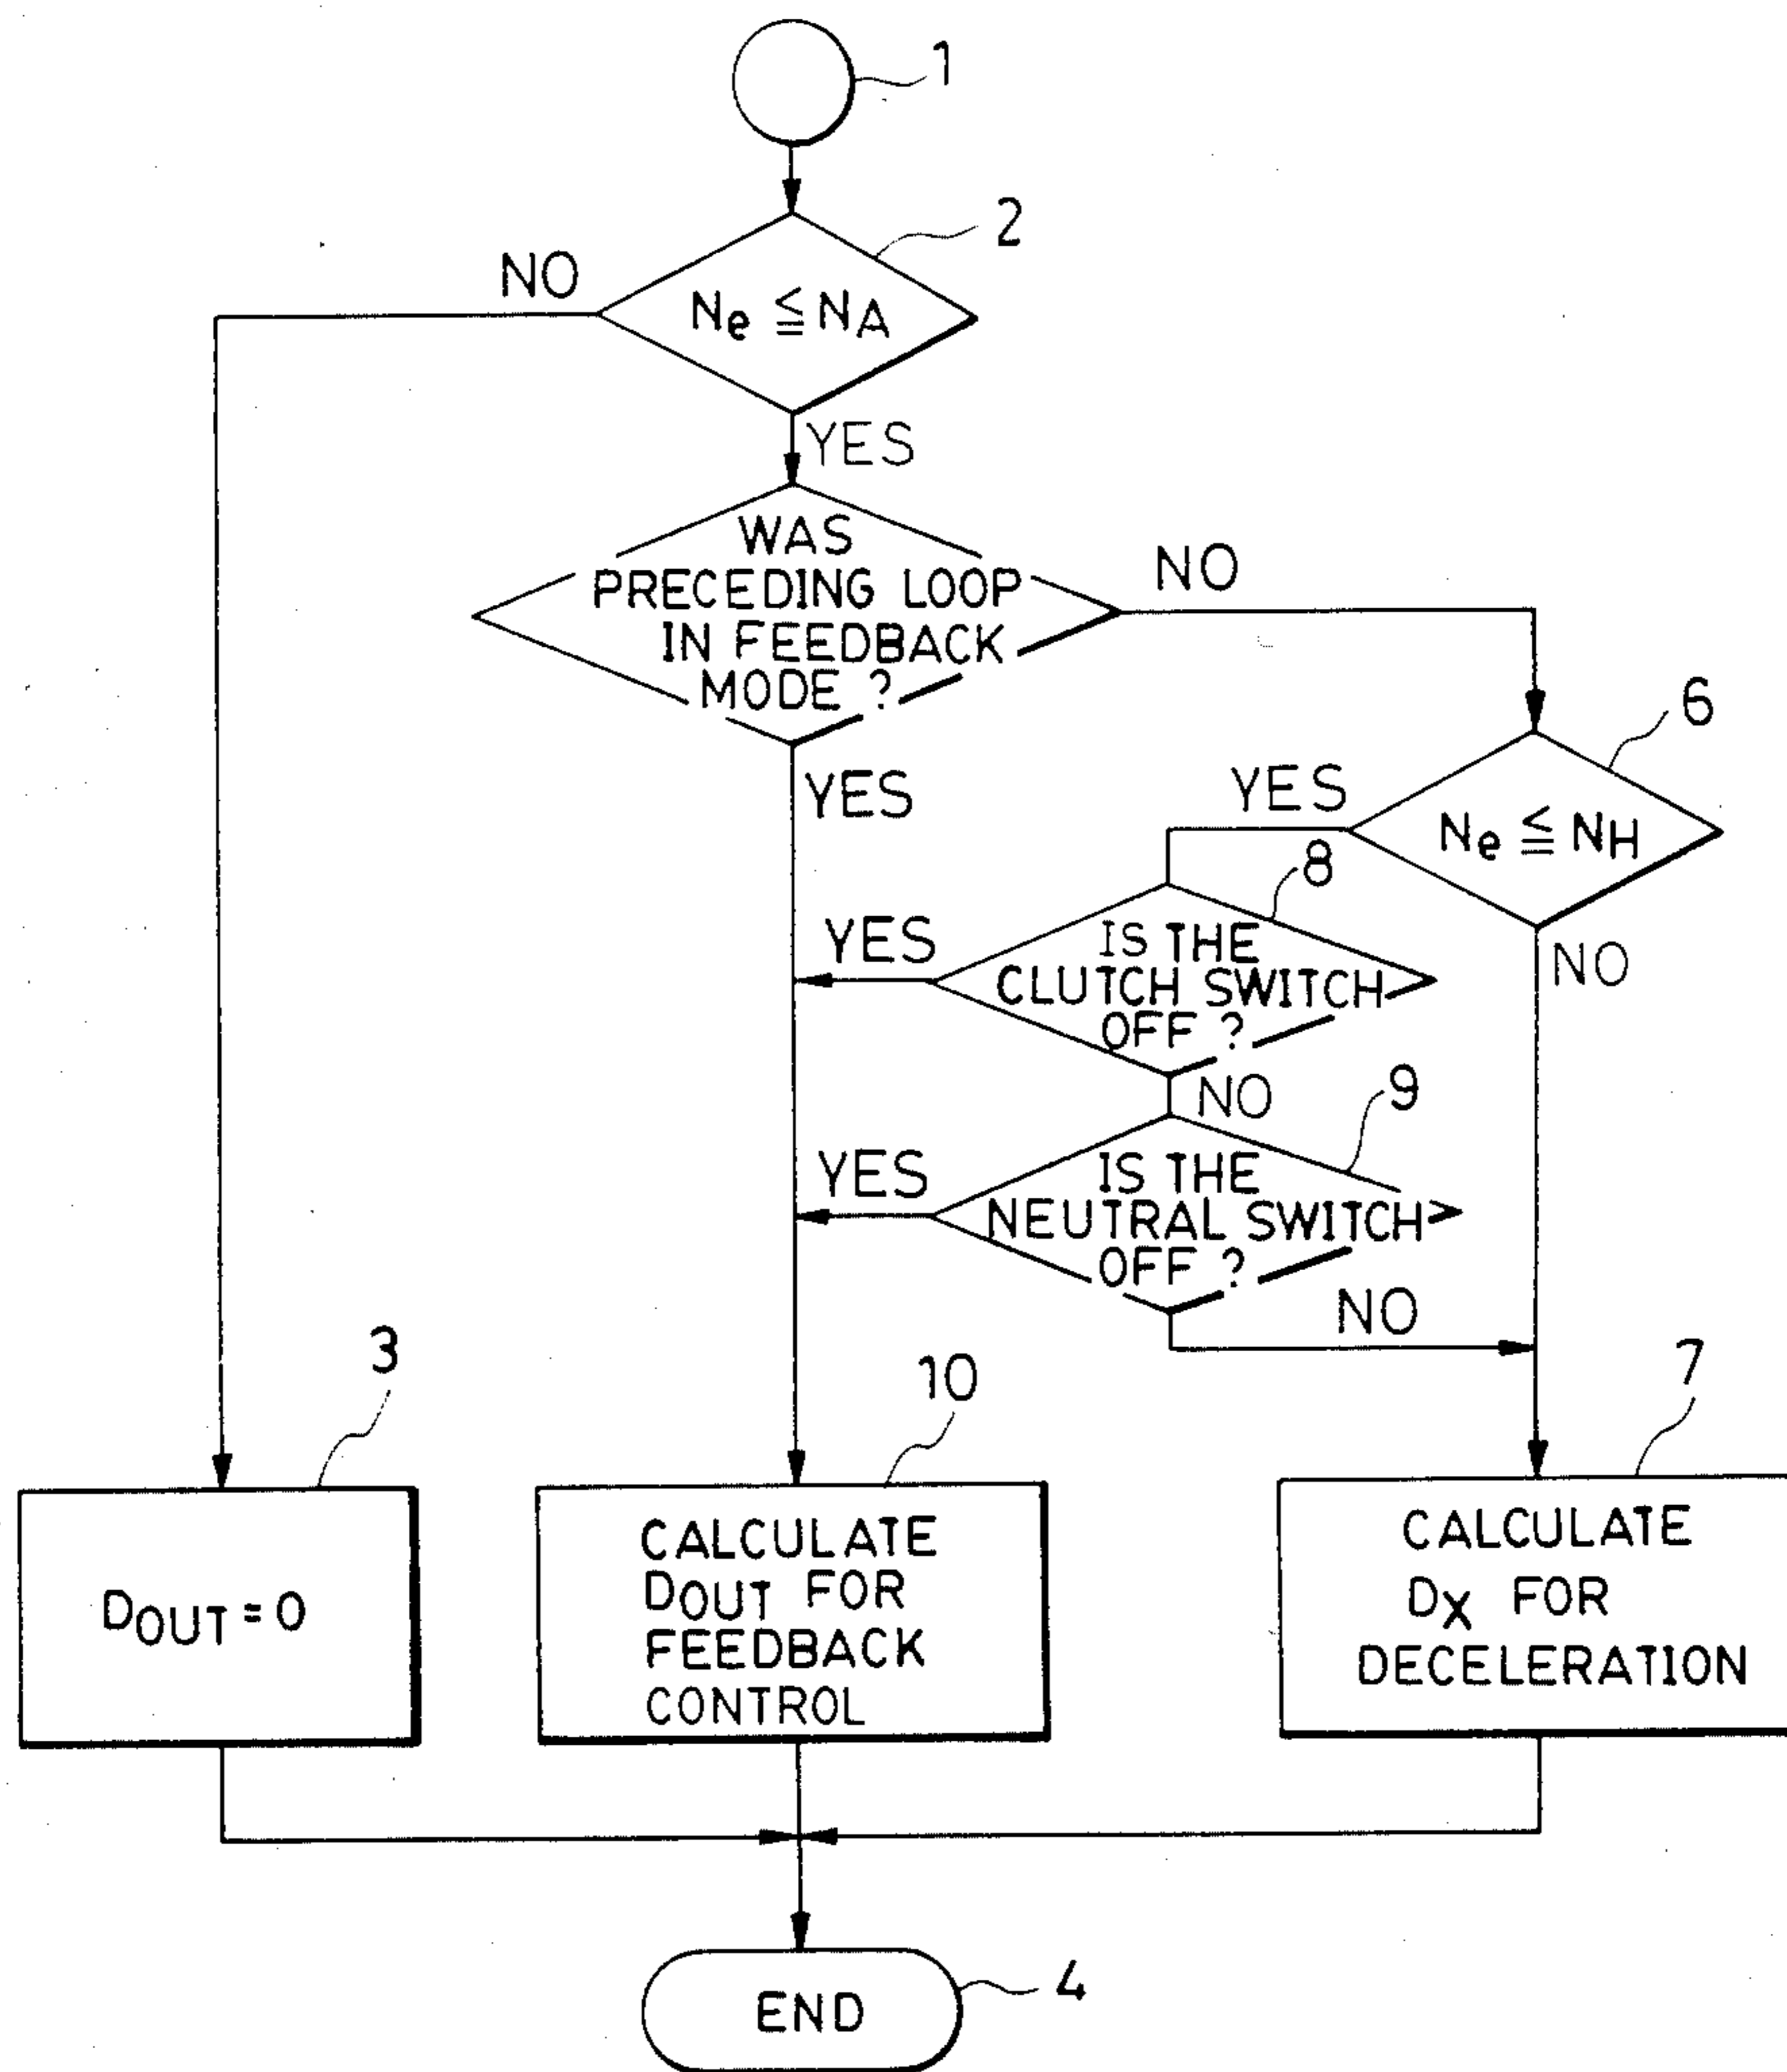 1
2
NO
Ne ≦ NA
YES
WAS
PRECEDING LOOP
IN FEEDBACK
MODE ?
NO
YES
6
YES
Ne ≦ NH
NO
8
YES
IS THE
CLUTCH SWITCH
OFF ?
NO
9
YES
IS THE
NEUTRAL SWITCH
OFF ?
NO
3
10
7
DOUT = 0
CALCULATE
DOUT FOR
FEEDBACK
CONTROL
CALCULATE
DX FOR
DECELERATION
END
4